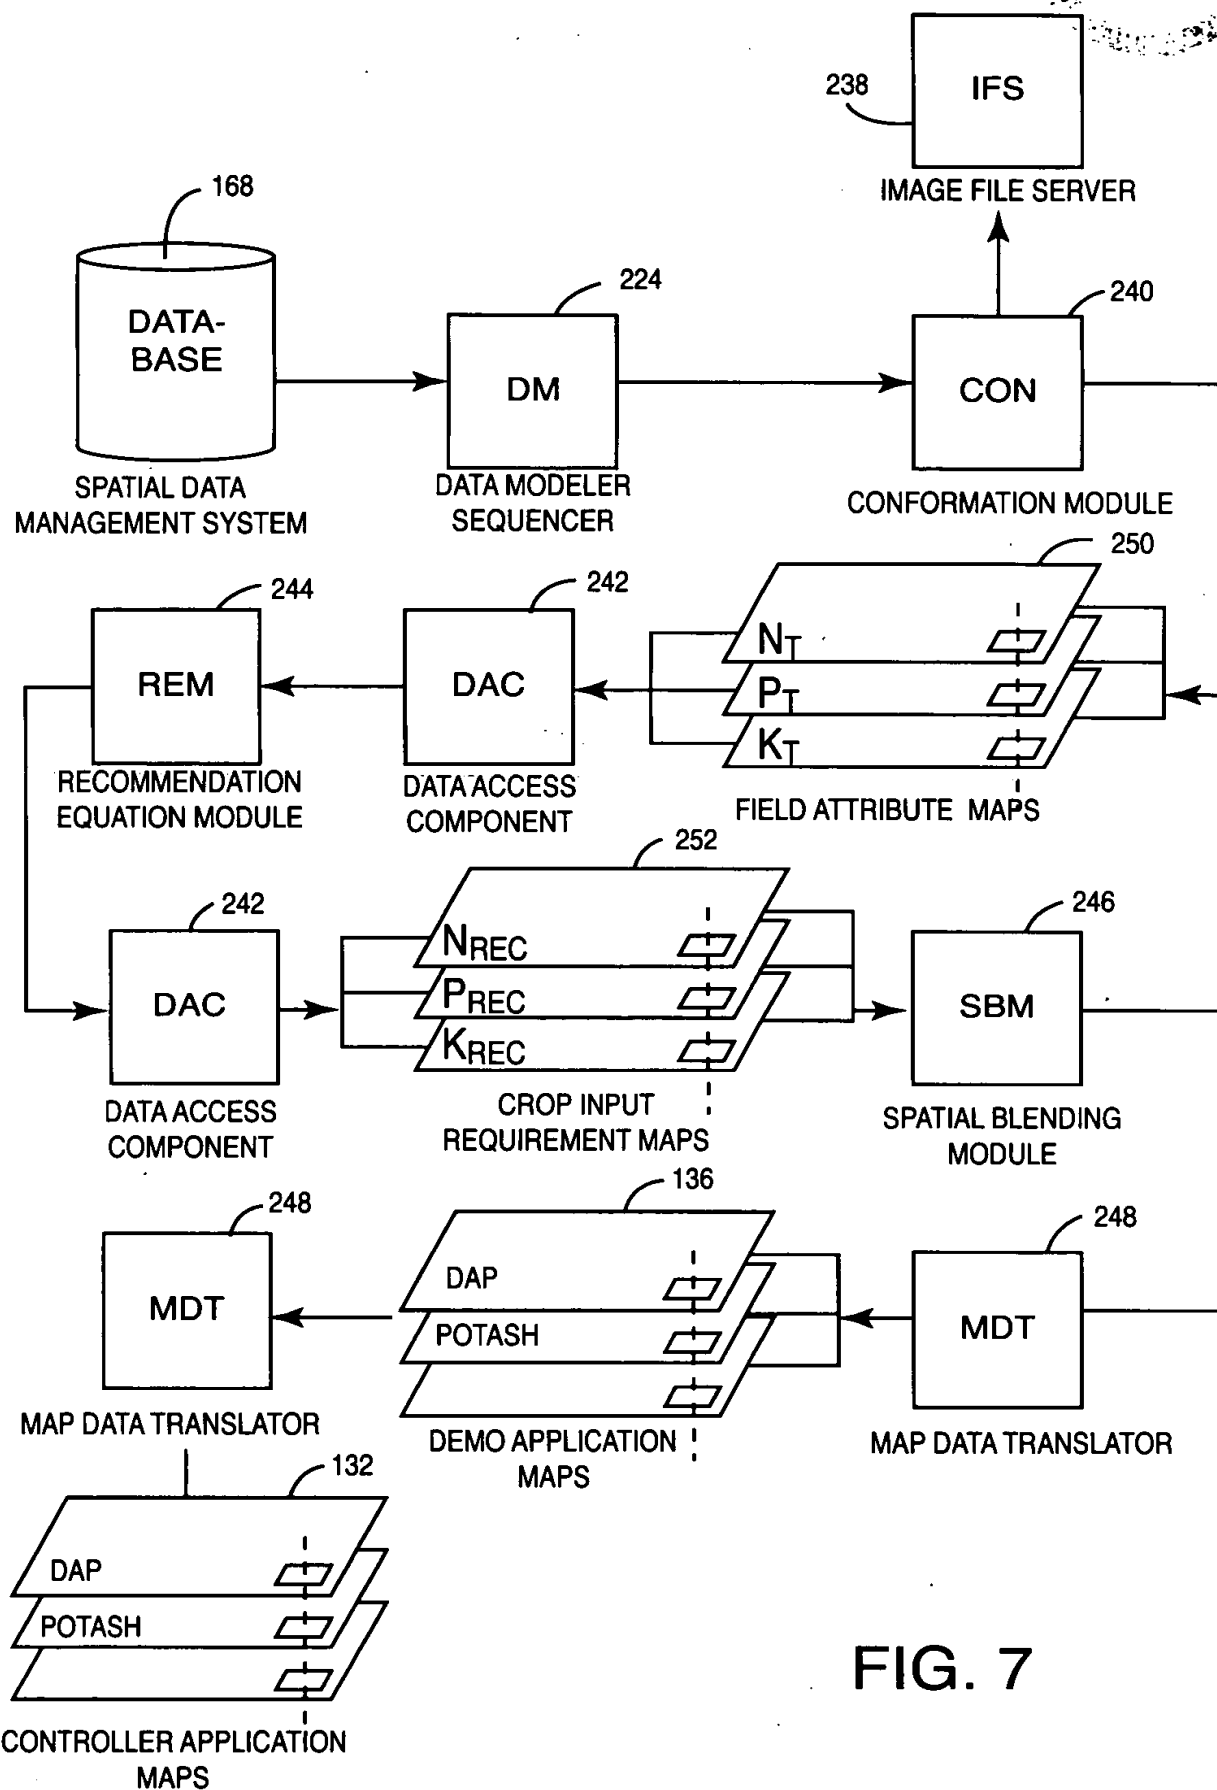 238
IFS
IMAGE FILE SERVER
168
DATA-
BASE
SPATIAL DATA
MANAGEMENT SYSTEM
224
DM
DATA MODELER
SEQUENCER
240
CON
CONFORMATION MODULE
244
REM
RECOMMENDATION
EQUATION MODULE
242
DAC
DATA ACCESS
COMPONENT
250
NT
PT
KT
FIELD ATTRIBUTE MAPS
242
DAC
DATA ACCESS
COMPONENT
252
NREC
PREC
KREC
CROP INPUT
REQUIREMENT MAPS
246
SBM
SPATIAL BLENDING
MODULE
248
MDT
MAP DATA TRANSLATOR
136
DAP
POTASH
DEMO APPLICATION
MAPS
248
MDT
MAP DATA TRANSLATOR
132
DAP
POTASH
CONTROLLER APPLICATION
MAPS
FIG. 7